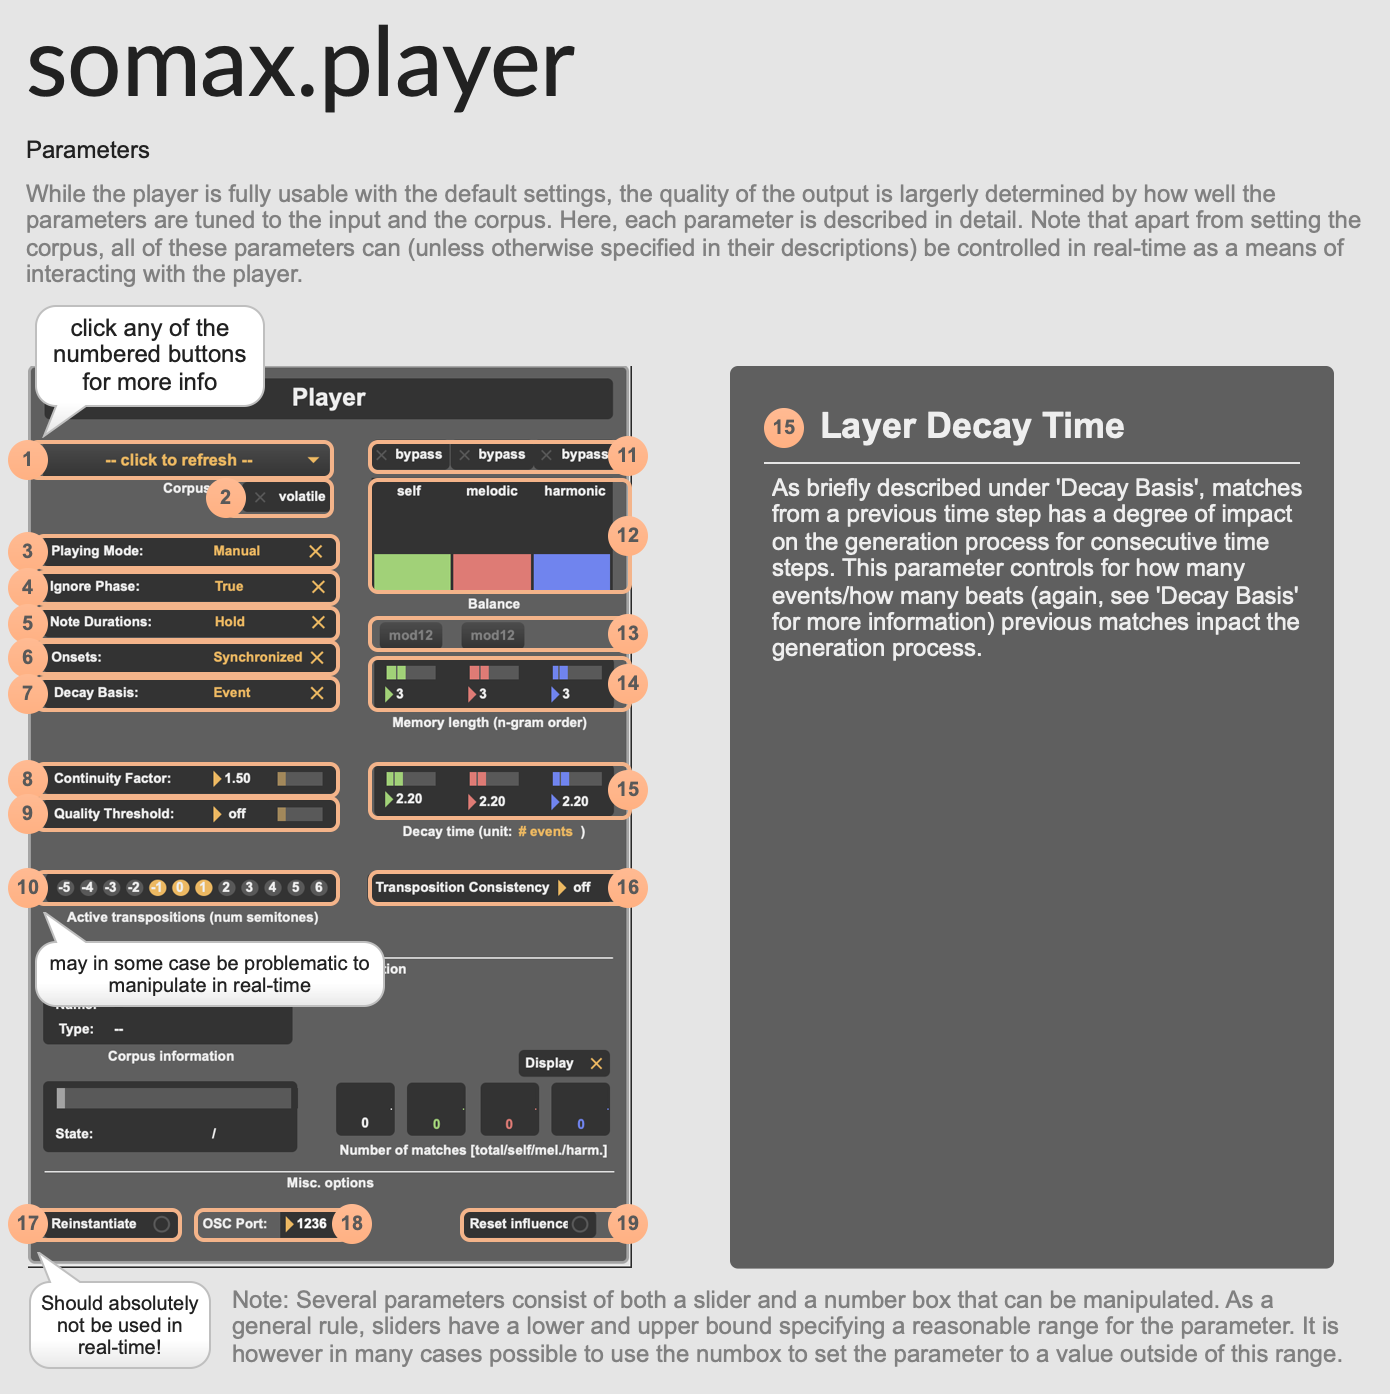 somax.player
Parameters
While the player is fully usable with the default settings, the quality of the output is largerly determined by how well the
parameters are tuned to the input and the corpus. Here, each parameter is described in detail. Note that apart from setting the
corpus, all of these parameters can (unless otherwise specified in their descriptions) be controlled in real-time as a means of
interacting with the player.
click any of the
numbered buttons
for more info
Player
1 -- click to refresh --
Corpus
2 volatile
3 Playing Mode: Manual
4 Ignore Phase: True
5 Note Durations: Hold
6 Onsets: Synchronized
7 Decay Basis: Event
8 Continuity Factor: 1.50
9 Quality Threshold: off
10 -5 -4 -3 -2 -1 0 1 2 3 4 5 6
Active transpositions (num semitones)
may in some case be problematic to
manipulate in real-time
bypass bypass bypass 11
self melodic harmonic
12
Balance
mod12 mod12 13
3 3 3 14
Memory length (n-gram order)
2.20 2.20 2.20 15
Decay time (unit: # events )
Transposition Consistency off 16
Type: --
Corpus information
Display
State: /
0 0 0 0
Number of matches [total/self/mel./harm.]
Misc. options
17 Reinstantiate
OSC Port: 1236 18
Reset influence 19
Should absolutely
not be used in
real-time!
15 Layer Decay Time
As briefly described under 'Decay Basis', matches
from a previous time step has a degree of impact
on the generation process for consecutive time
steps. This parameter controls for how many
events/how many beats (again, see 'Decay Basis'
for more information) previous matches inpact the
generation process.
Note: Several parameters consist of both a slider and a number box that can be manipulated. As a
general rule, sliders have a lower and upper bound specifying a reasonable range for the parameter. It is
however in many cases possible to use the numbox to set the parameter to a value outside of this range.